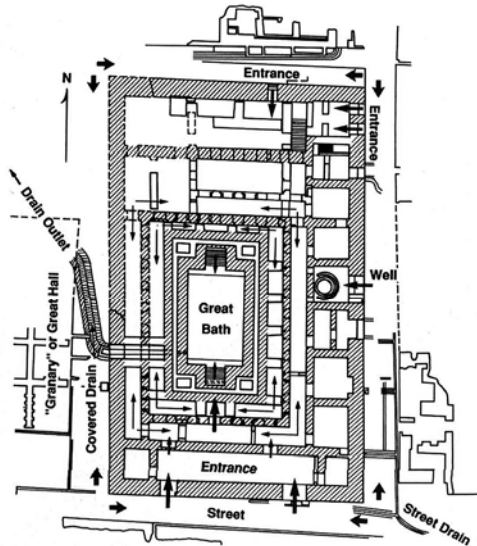 Entrance
N
Entrance
Drain Outlet
Well
Great
Bath
"Granary" or Great Hall
Covered Drain
Entrance
Street
Street Drain